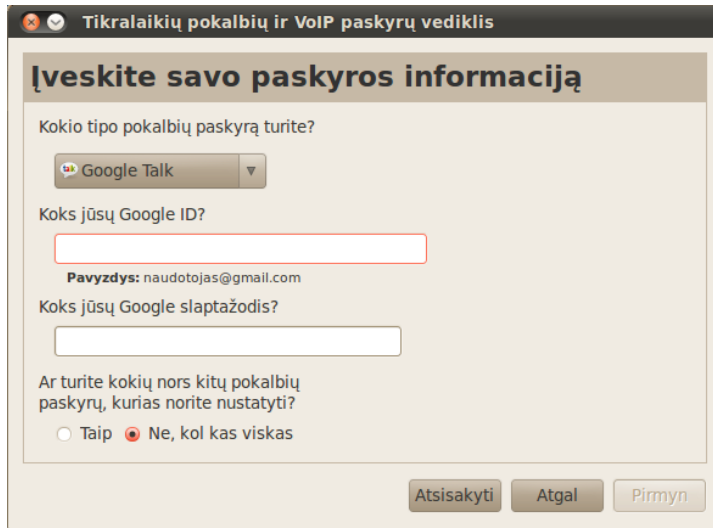 Tikralaikių pokalbių ir VoIP paskyrų vediklis
Įveskite savo paskyros informaciją
Kokio tipo pokalbių paskyrą turite?
talk Google Talk
Koks jūsų Google ID?
Pavyzdys: naudotojas@gmail.com
Koks jūsų Google slaptažodis?
Ar turite kokių nors kitų pokalbių
paskyrų, kurias norite nustatyti?
Taip Ne, kol kas viskas
Atsisakyti Atgal Pirmyn